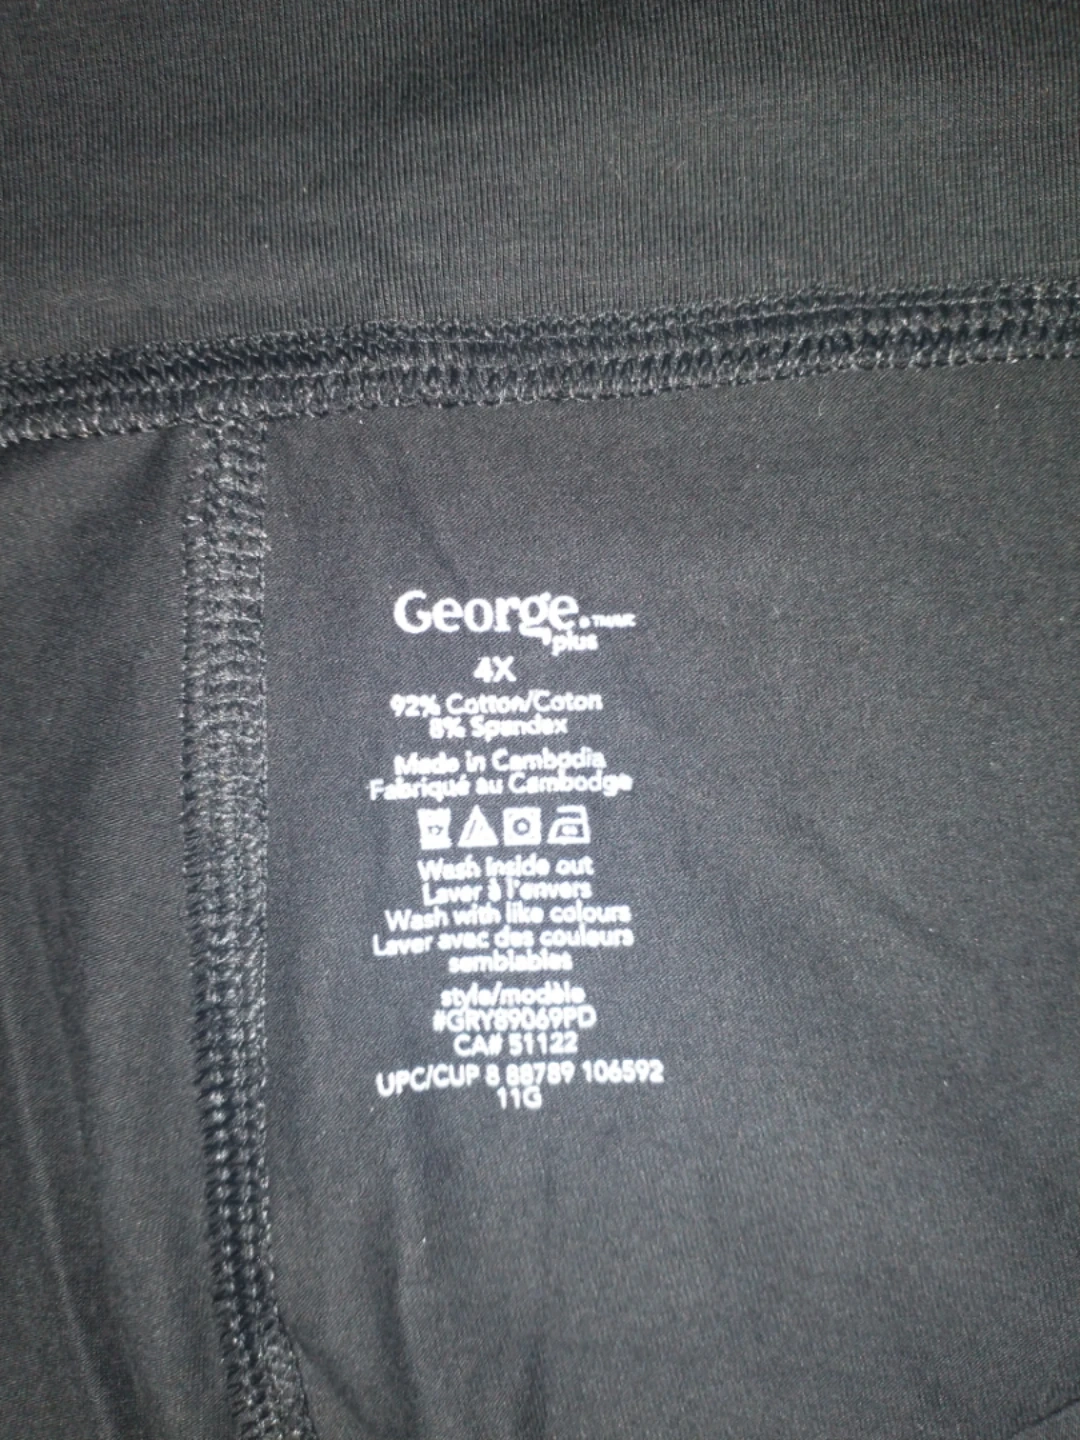 George
plus
4X
92% Cotton/Coton
8% Spandex
Made in Cambodia
Fabriqué au Cambodge
Wash inside out
Laver à l'envers
Wash with like colours
Laver avec des couleurs
semblables
style/modèle
#GRY89069PD
CA# 51122
UPC/CUP 8 88789 106592
11G